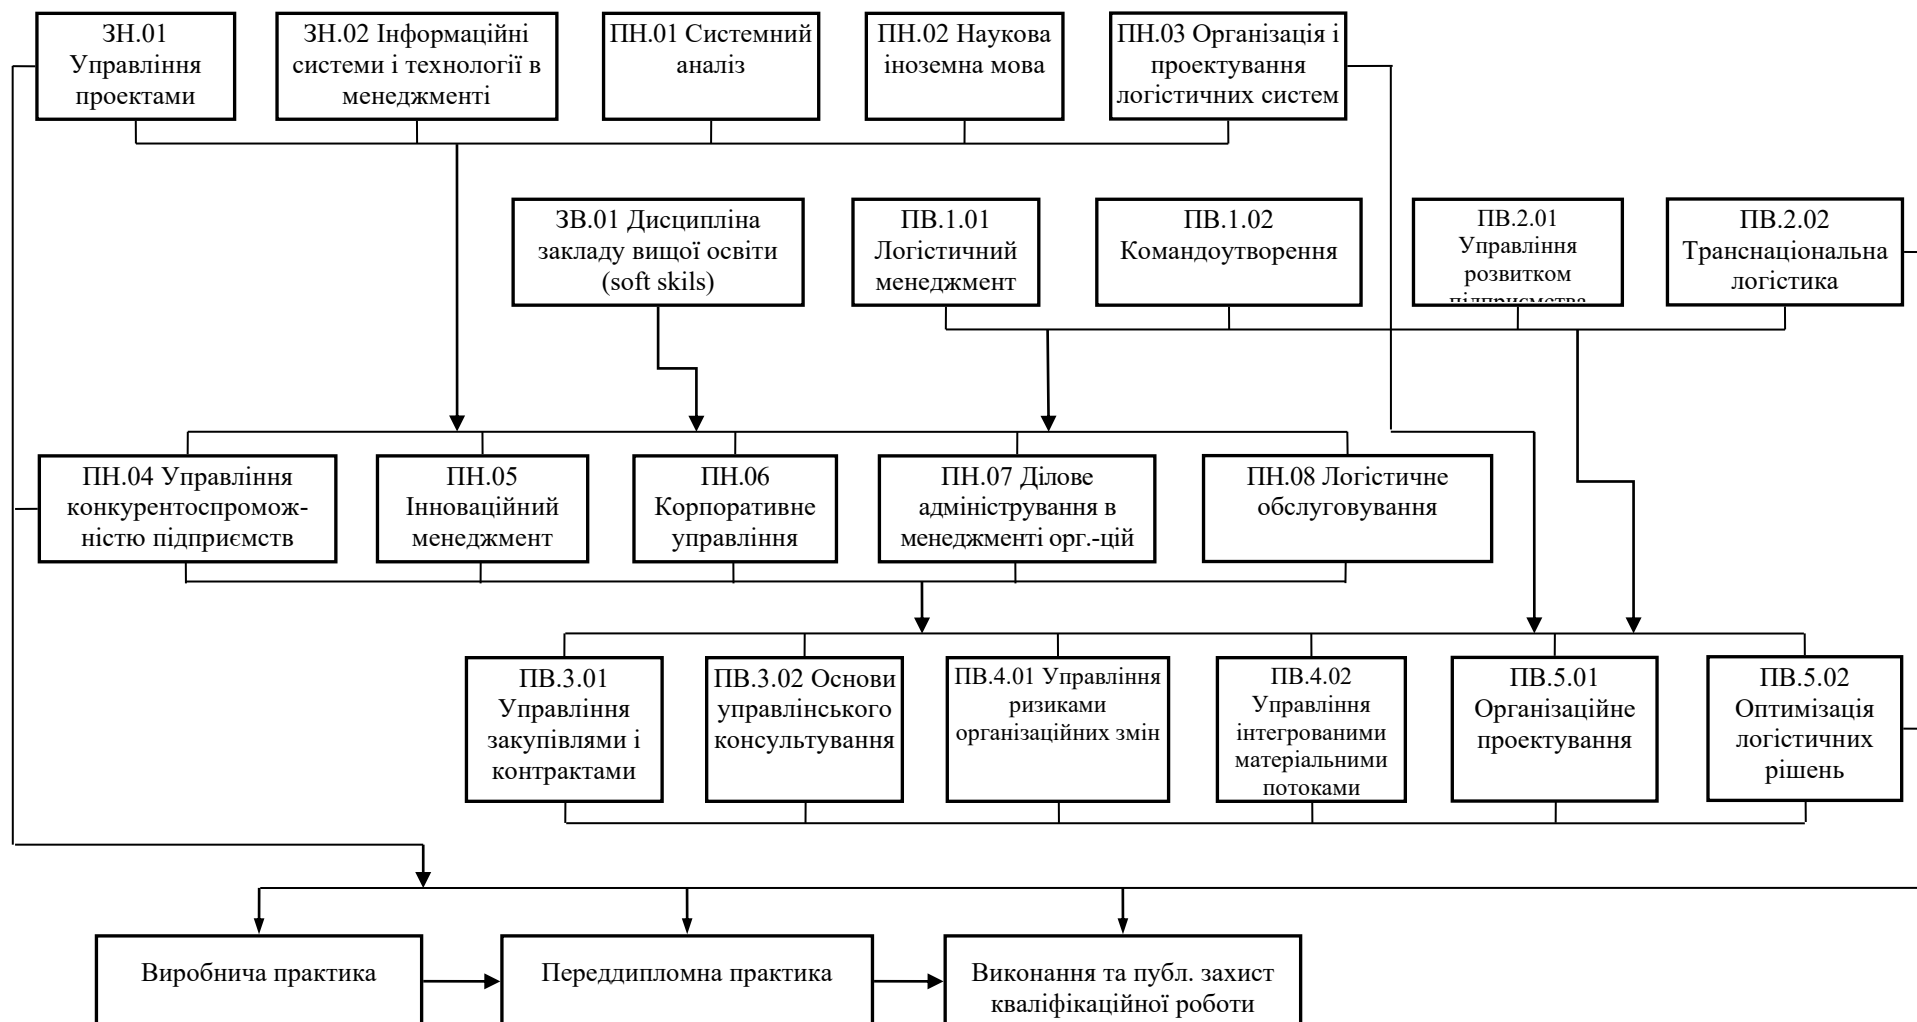 ЗН.01
Управління
проектами
ЗН.02 Інформаційні
системи і технології в
менеджменті
ПН.01 Системний
аналіз
ПН.02 Наукова
іноземна мова
ПН.03 Організація і
проектування
логістичних систем
ЗВ.01 Дисципліна
закладу вищої освіти
(soft skils)
ПВ.1.01
Логістичний
менеджмент
ПВ.1.02
Командоутворення
ПВ.2.01
Управління
розвитком
підприємства
ПВ.2.02
Транснаціональна
логістика
ПН.04 Управління
конкурентоспромож-
ністю підприємств
ПН.05
Інноваційний
менеджмент
ПН.06
Корпоративне
управління
ПН.07 Ділове
адміністрування в
менеджменті орг.-цій
ПН.08 Логістичне
обслуговування
ПВ.3.01
Управління
закупівлями і
контрактами
ПВ.3.02 Основи
управлінського
консультування
ПВ.4.01 Управління
ризиками
організаційних змін
ПВ.4.02
Управління
інтегрованими
матеріальними
потоками
ПВ.5.01
Організаційне
проектування
ПВ.5.02
Оптимізація
логістичних
рішень
Виробнича практика
Переддипломна практика
Виконання та публ. захист
кваліфікаційної роботи